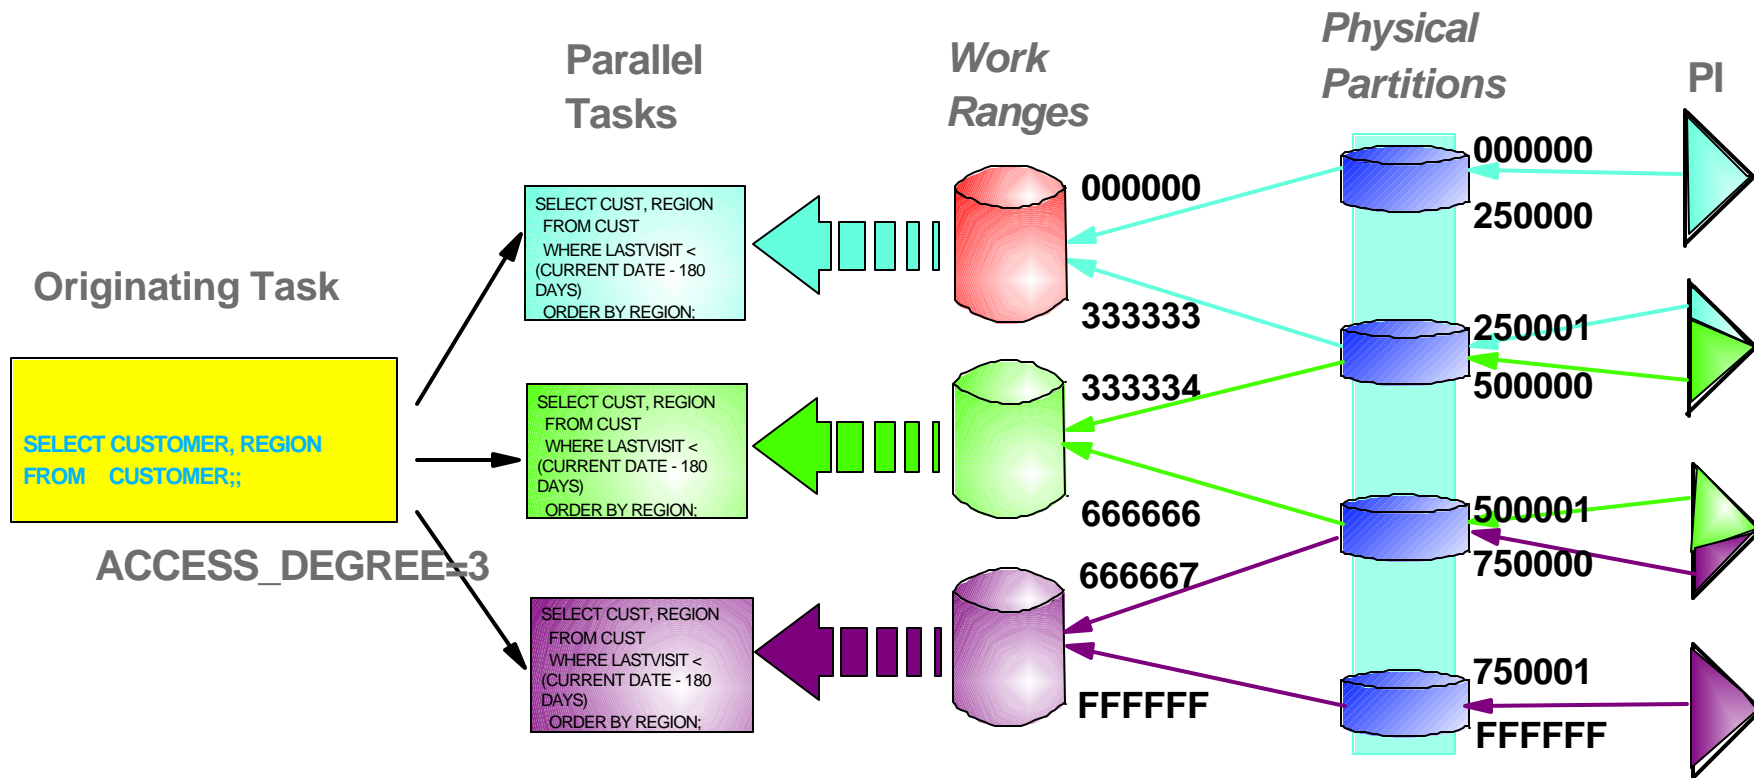 Originating Task
SELECT CUSTOMER, REGION
FROM CUSTOMER;;
ACCESS_DEGREE=3
Parallel
Tasks
SELECT CUST, REGION
FROM CUST
WHERE LASTVISIT <
(CURRENT DATE - 180
DAYS)
ORDER BY REGION;
SELECT CUST, REGION
FROM CUST
WHERE LASTVISIT <
(CURRENT DATE - 180
DAYS)
ORDER BY REGION;
SELECT CUST, REGION
FROM CUST
WHERE LASTVISIT <
(CURRENT DATE - 180
DAYS)
ORDER BY REGION;
Work
Ranges
000000
333333
333334
666666
666667
FFFFFF
Physical
Partitions
000000
250000
250001
500000
500001
750000
750001
FFFFFF
PI